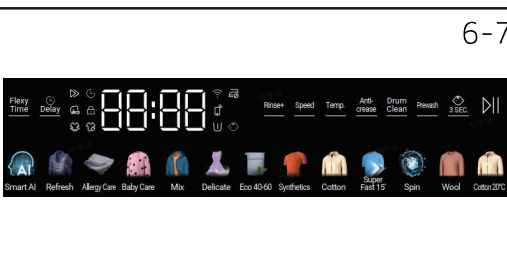 6-7
Flexy Time
Delay
88:88
Rinse+
Speed
Temp.
Anti-crease
Drum Clean
Prewash
3 SEC.
AI
Smart AI
Refresh
Allergy Care
Baby Care
Mix
Delicate
Eco 40-60
Synthetics
Cotton
Super Fast 15'
Spin
Wool
Cotton 20°C